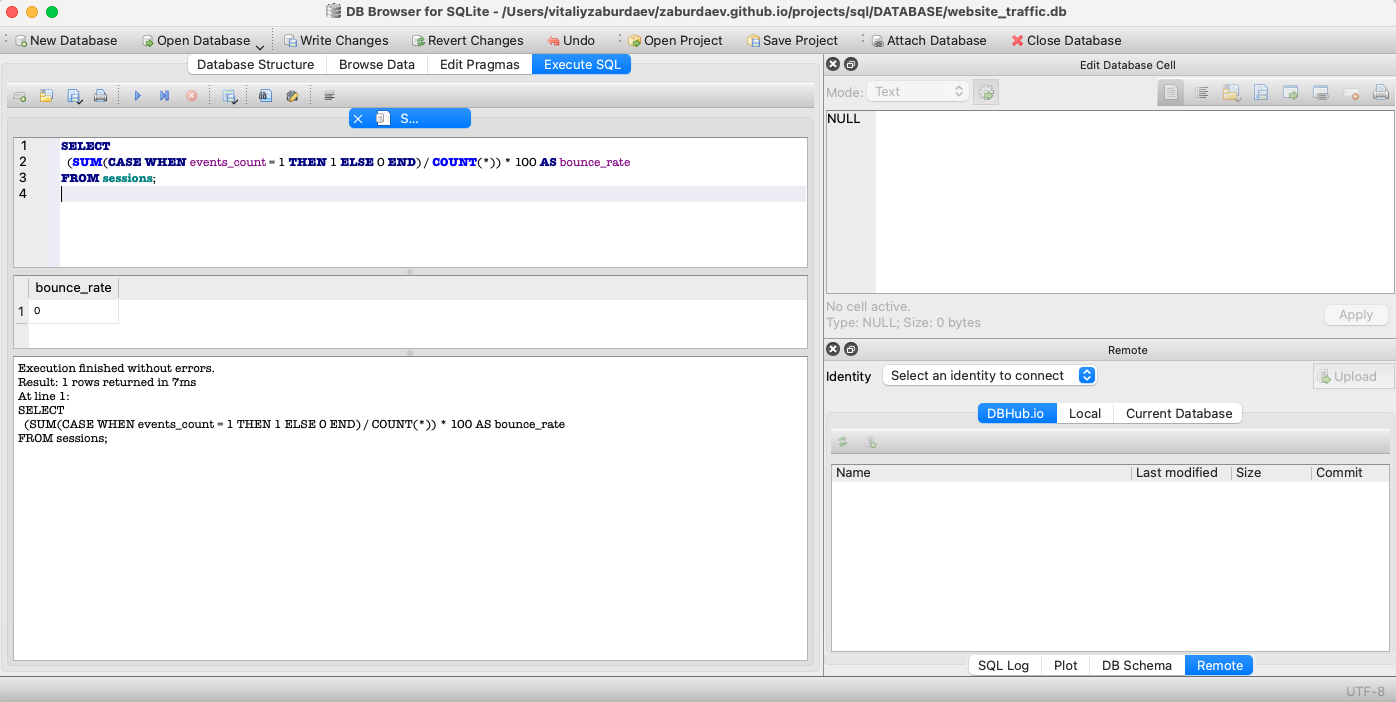 DB Browser for SQLite - /Users/vitaliyzaburdaev/zaburdaev.github.io/projects/sql/DATABASE/website_traffic.db
New Database Open Database Write Changes Revert Changes Undo Open Project Save Project Attach Database Close Database
Database Structure Browse Data Edit Pragmas Execute SQL
S...
1 SELECT
2 (SUM(CASE WHEN events_count = 1 THEN 1 ELSE 0 END) / COUNT(*)) * 100 AS bounce_rate
3 FROM sessions;
4
bounce_rate
1 0
Execution finished without errors.
Result: 1 rows returned in 7ms
At line 1:
SELECT
(SUM(CASE WHEN events_count = 1 THEN 1 ELSE 0 END) / COUNT(*)) * 100 AS bounce_rate
FROM sessions;
Edit Database Cell
Mode: Text
NULL
No cell active.
Type: NULL; Size: 0 bytes
Apply
Remote
Identity Select an identity to connect Upload
DBHub.io Local Current Database
Name Last modified Size Commit
SQL Log Plot DB Schema Remote
UTF-8